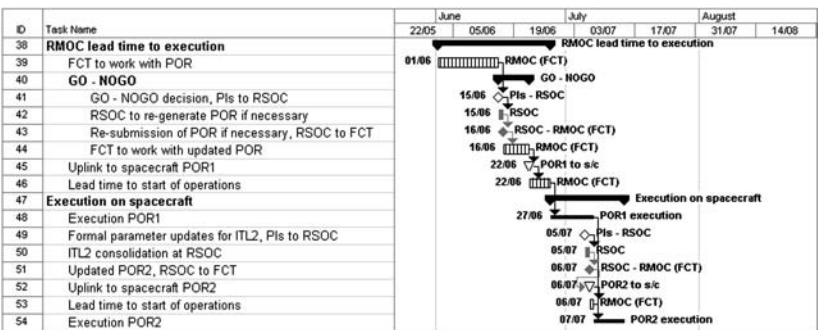 June July August
ID Task Name 22/05 05/06 19/06 03/07 17/07 31/07 14/08
38 RMOC lead time to execution RMOC lead time to execution
39 FCT to work with POR 01/06 RMOC (FCT)
40 GO - NOGO GO - NOGO
41 GO - NOGO decision, PIs to RSOC 15/06 PIs - RSOC
42 RSOC to re-generate POR if necessary 15/06 RSOC
43 Re-submission of POR if necessary, RSOC to FCT 16/06 RSOC - RMOC (FCT)
44 FCT to work with updated POR 16/06 RMOC (FCT)
45 Uplink to spacecraft POR1 22/06 POR1 to s/c
46 Lead time to start of operations 22/06 RMOC (FCT)
47 Execution on spacecraft Execution on spacecraft
48 Execution POR1 27/06 POR1 execution
49 Formal parameter updates for ITL2, PIs to RSOC 05/07 PIs - RSOC
50 ITL2 consolidation at RSOC 05/07 RSOC
51 Updated POR2, RSOC to FCT 06/07 RSOC - RMOC (FCT)
52 Uplink to spacecraft POR2 06/07 POR2 to s/c
53 Lead time to start of operations 06/07 RMOC (FCT)
54 Execution POR2 07/07 POR2 execution